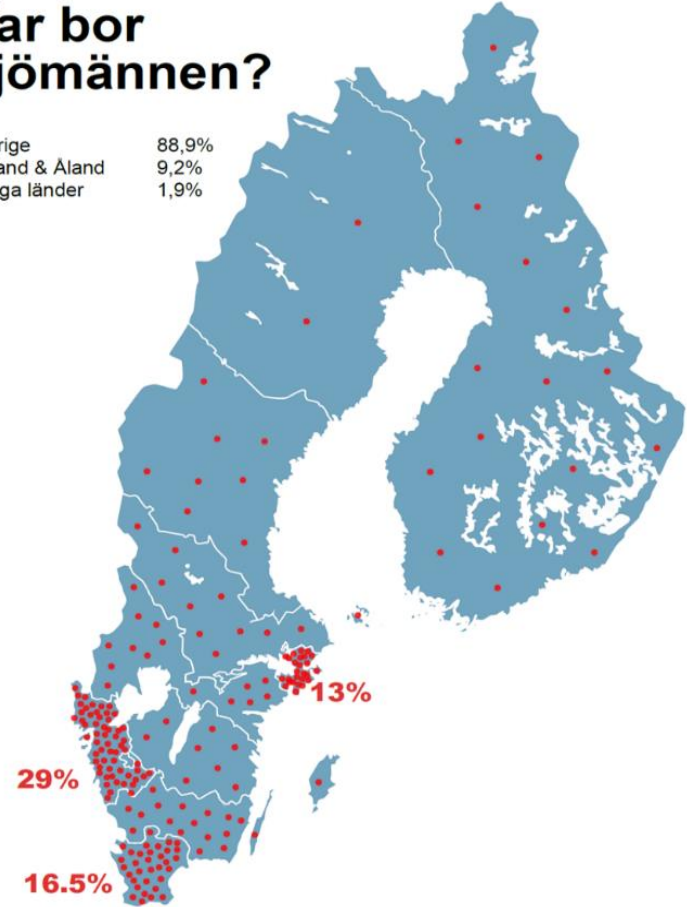 ar bor
jömännen?
rige 88,9%
and & Åland 9,2%
ga länder 1,9%
13%
29%
16.5%